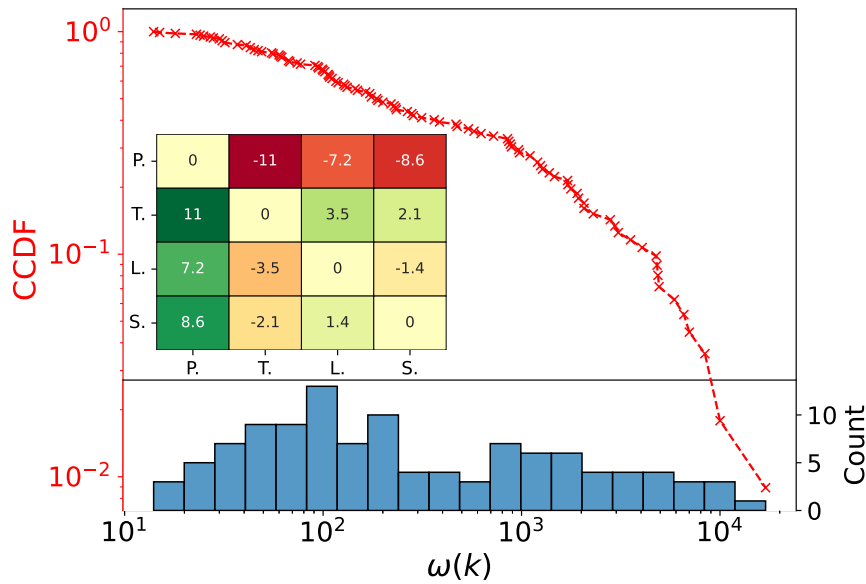 10⁰
P. 0 -11 -7.2 -8.6
T. 11 0 3.5 2.1
L. 7.2 -3.5 0 -1.4
S. 8.6 -2.1 1.4 0
P. T. L. S.
CCDF
10⁻¹
10⁻²
10
5
0
Count
10¹ 10² 10³ 10⁴
ω(k)